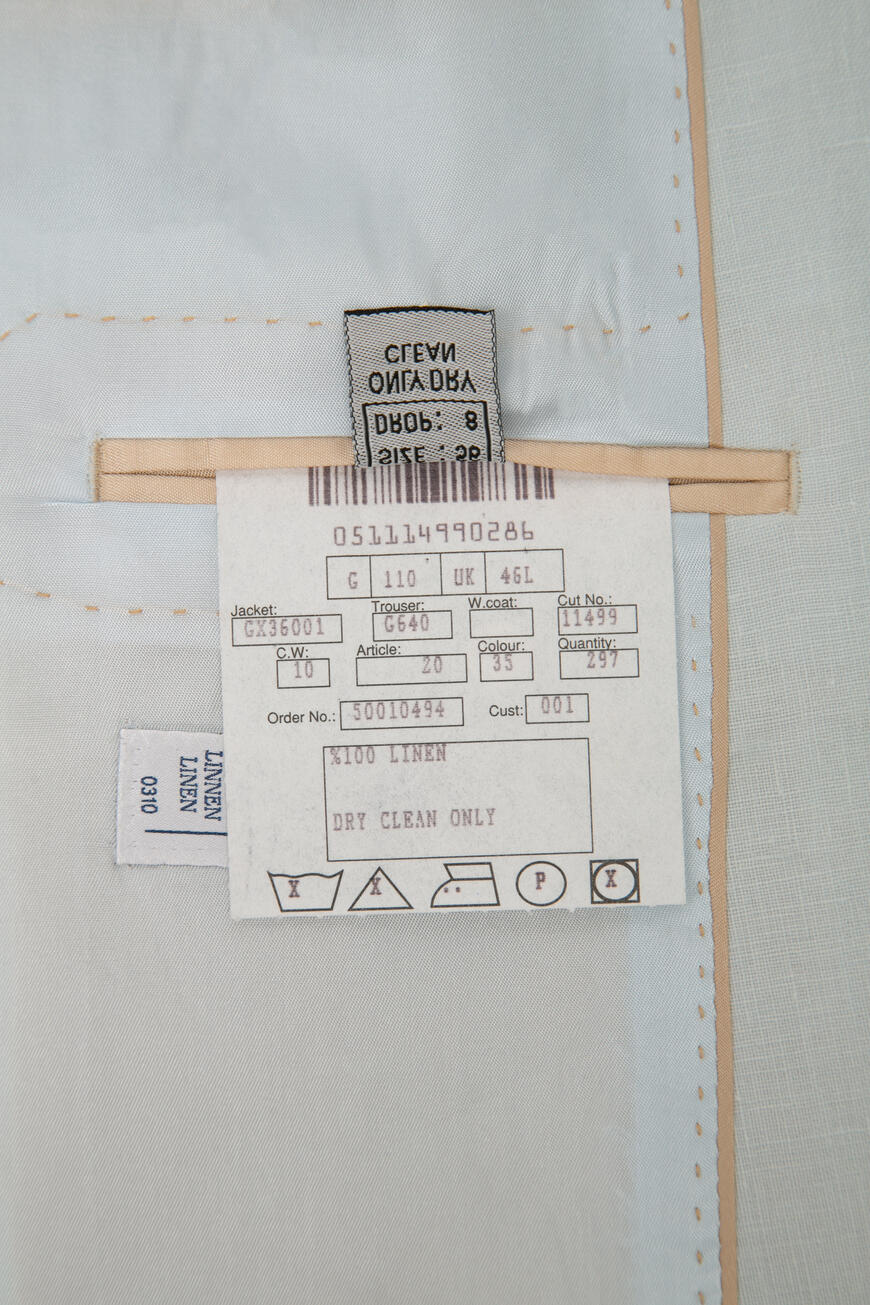 CLEAN
ONLY DRY
DROP: 8
SIZE : 56
051114990286
G 110 UK 46L
Jacket: Trouser: W.coat: Cut No.:
GX36001 G640 11499
C.W: Article: Colour: Quantity:
10 20 35 297
Order No.: 50010494 Cust: 001
%100 LINEN
DRY CLEAN ONLY
X X P X
LINNEN
LINEN
0310